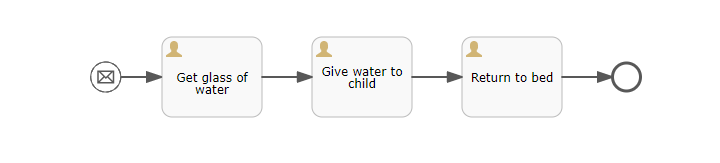 Get glass of
water
Give water to
child
Return to bed